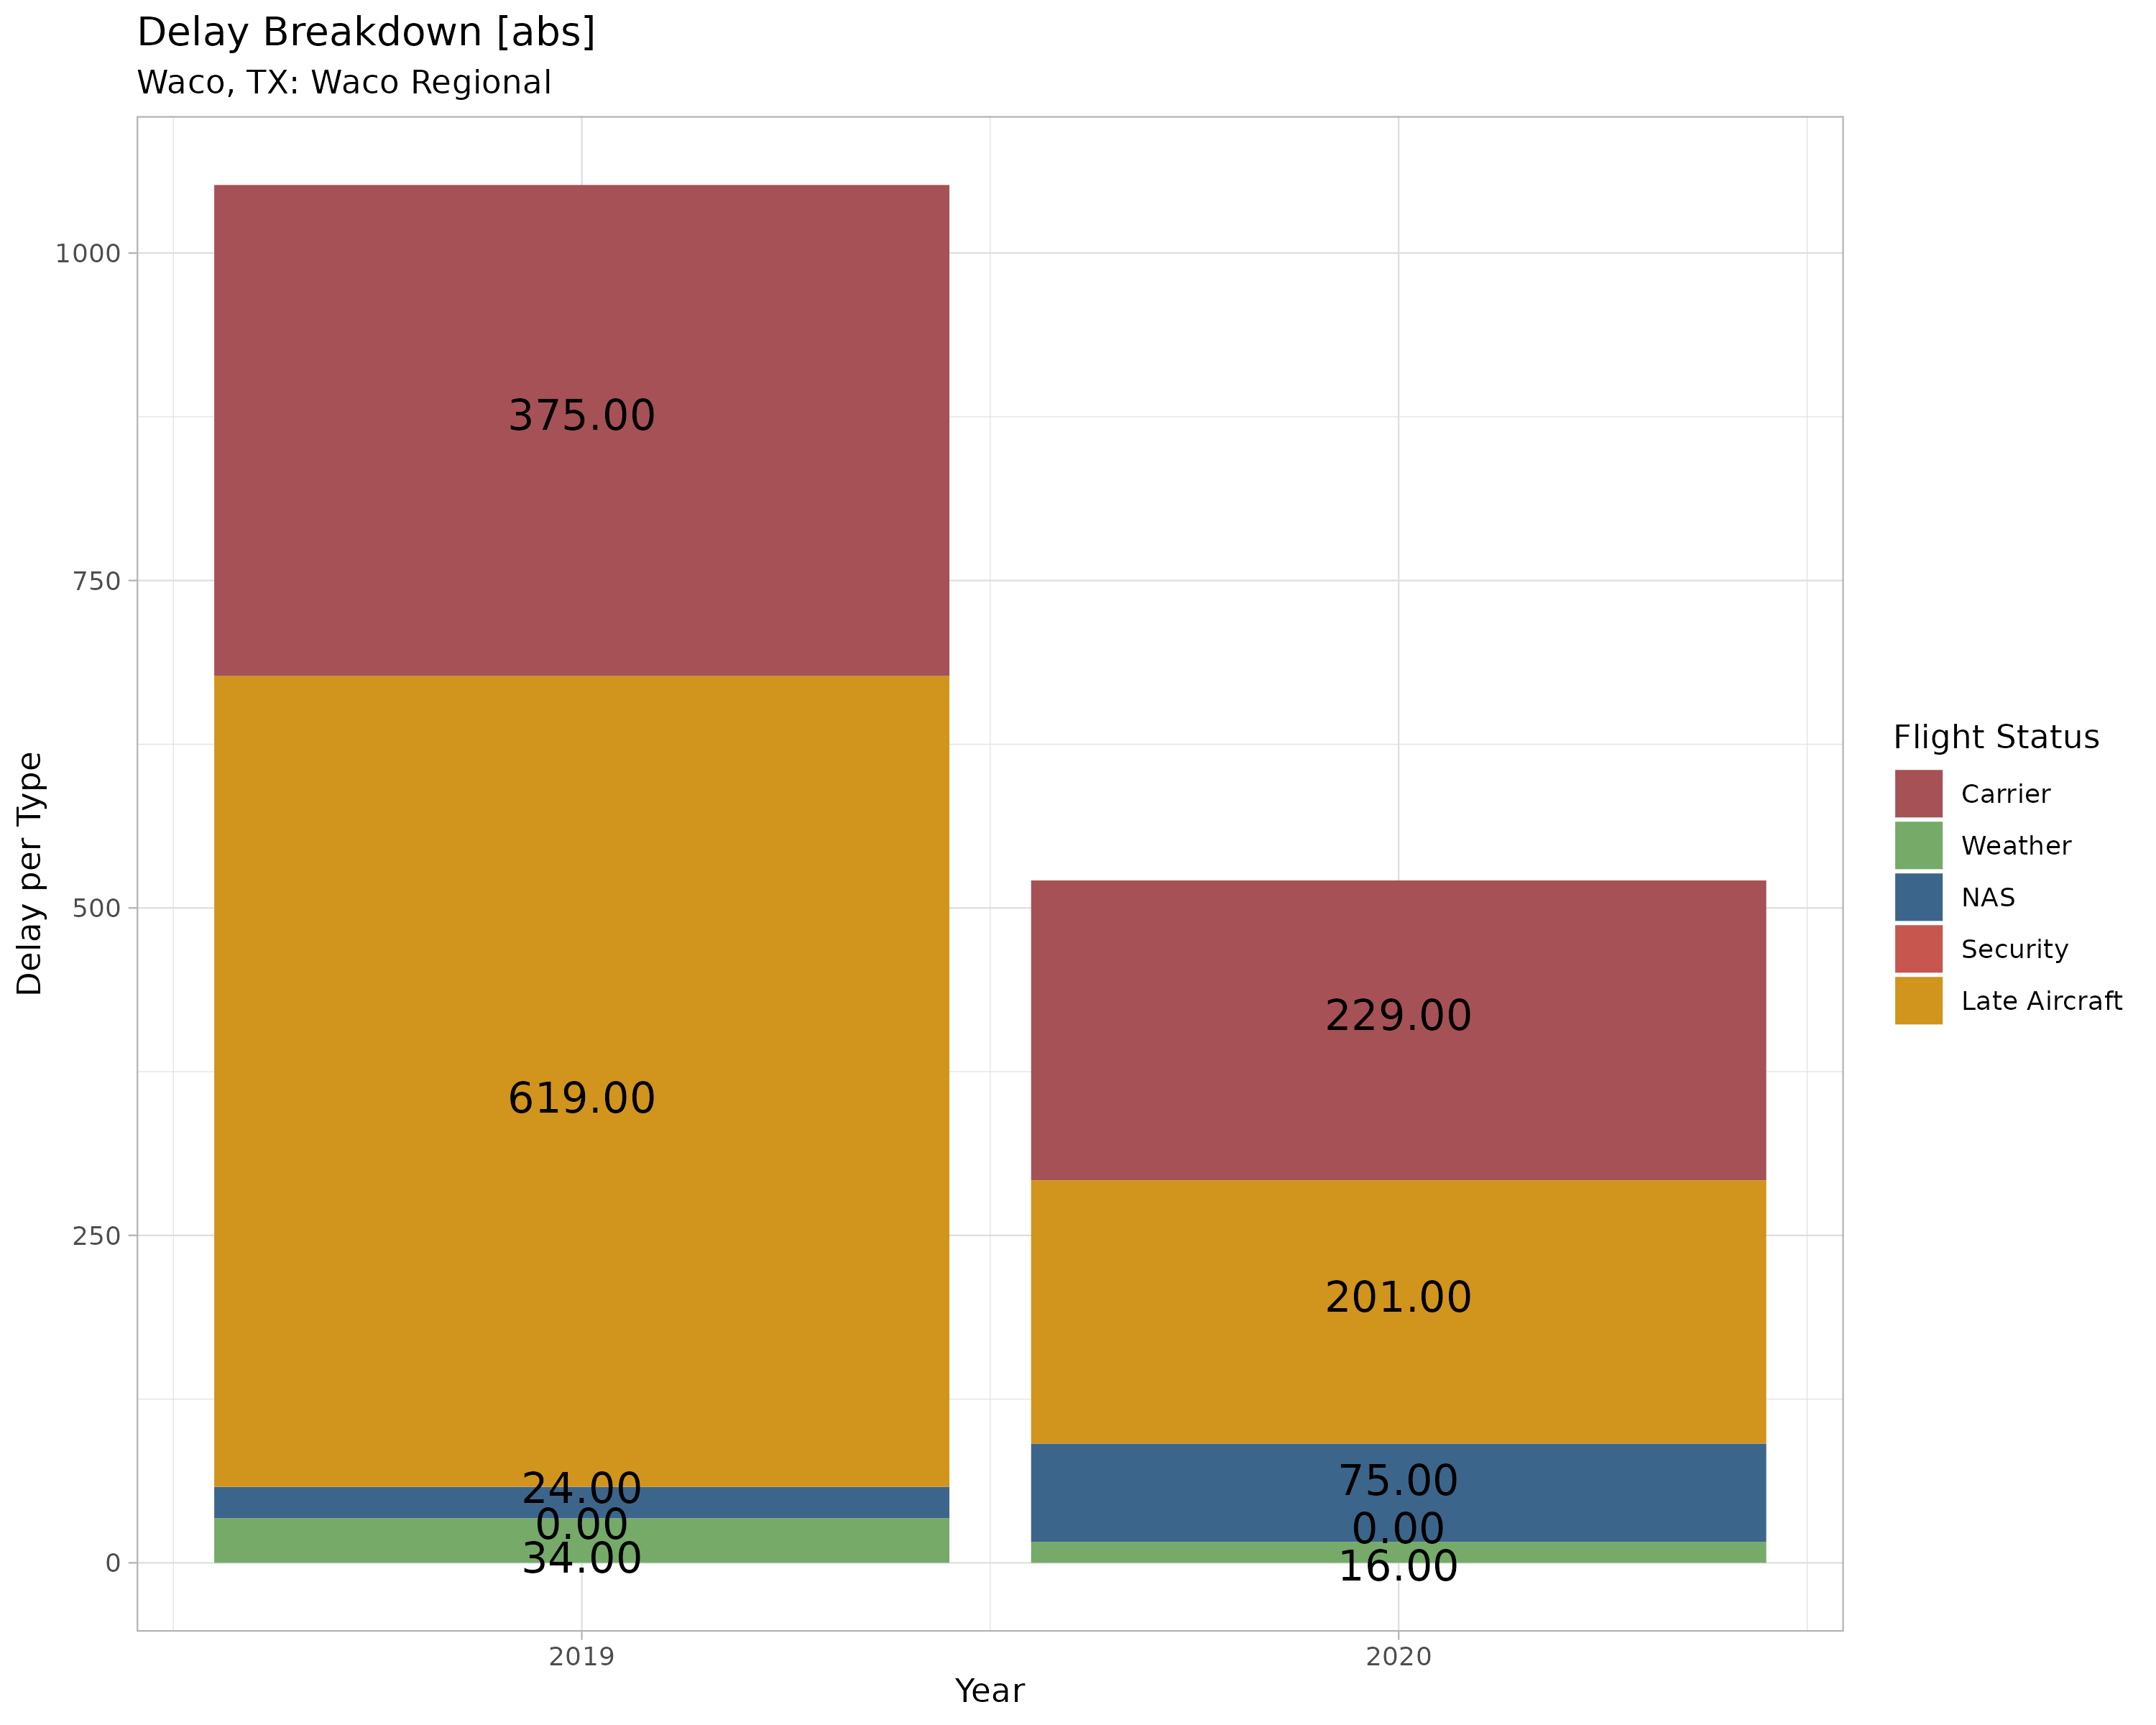 Delay Breakdown [abs]
Waco, TX: Waco Regional
Delay per Type
1000
750
500
250
0
375.00
619.00
24.00
0.00
34.00
229.00
201.00
75.00
0.00
16.00
2019
2020
Year
Flight Status
Carrier
Weather
NAS
Security
Late Aircraft